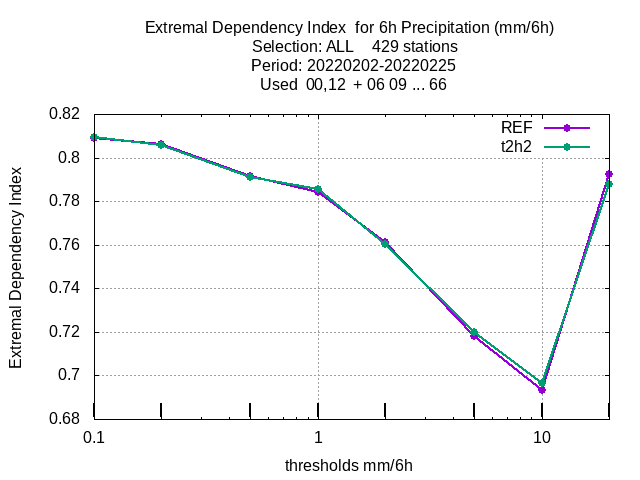 Extremal Dependency Index  for 6h Precipitation (mm/6h)
Selection: ALL    429 stations
Period: 20220202-20220225
Used  00,12  + 06 09 ... 66
REF
t2h2
0.82
0.8
0.78
0.76
0.74
0.72
0.7
0.68
Extremal Dependency Index
0.1
1
10
thresholds mm/6h